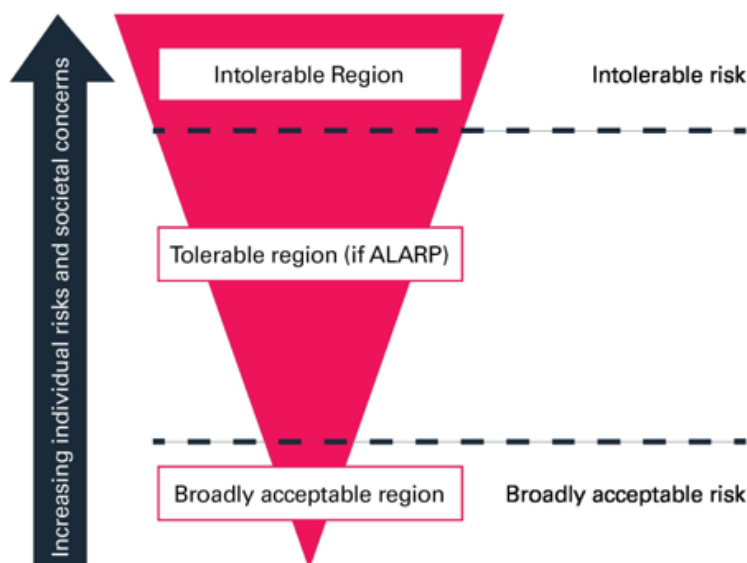 Increasing individual risks and societal concerns
Intolerable Region
Intolerable risk
Tolerable region (if ALARP)
Broadly acceptable region
Broadly acceptable risk